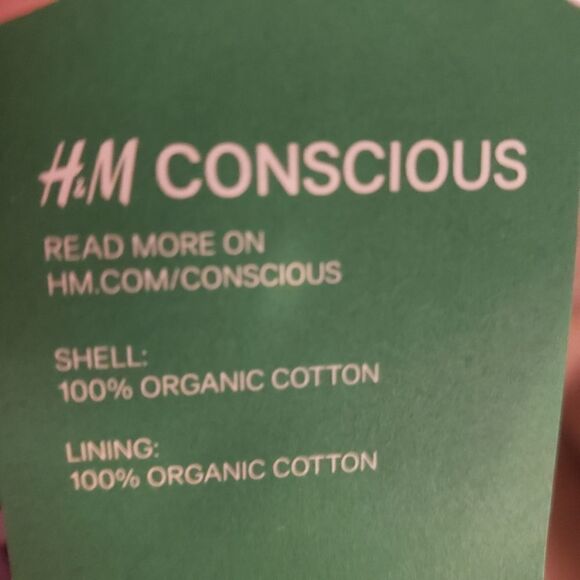 H&M CONSCIOUS
READ MORE ON
HM.COM/CONSCIOUS
SHELL:
100% ORGANIC COTTON
LINING:
100% ORGANIC COTTON